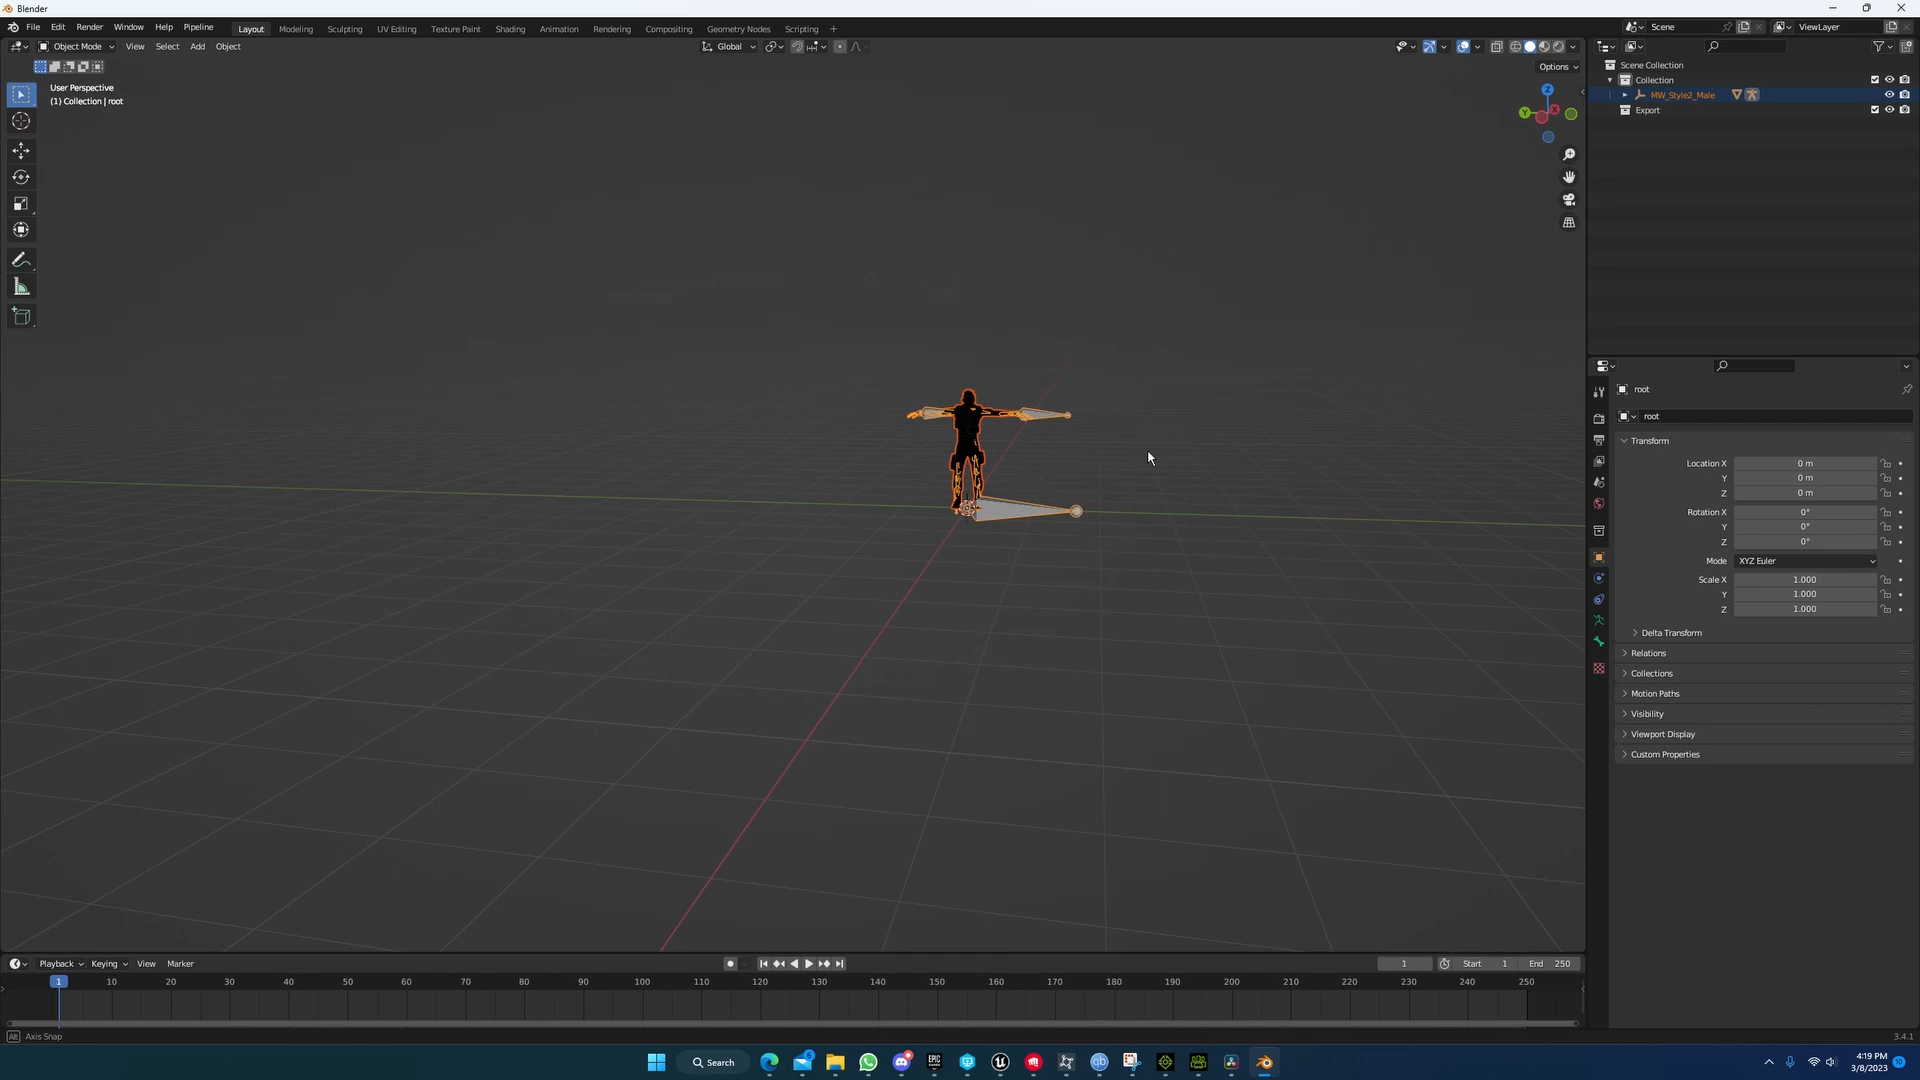 Blender
File Edit Render Window Help Pipeline
Layout Modeling Sculpting UV Editing Texture Paint Shading Animation Rendering Compositing Geometry Nodes Scripting +
Scene
ViewLayer
Object Mode View Select Add Object
Global
Options
User Perspective
(1) Collection | root
Z
Y
X
Scene Collection
Collection
MW_Style2_Male
Export
root
root
Transform
Location X 0 m
Y 0 m
Z 0 m
Rotation X 0°
Y 0°
Z 0°
Mode XYZ Euler
Scale X 1.000
Y 1.000
Z 1.000
Delta Transform
Relations
Collections
Motion Paths
Visibility
Viewport Display
Custom Properties
Playback Keying View Marker
1 Start 1 End 250
1 10 20 30 40 50 60 70 80 90 100 110 120 130 140 150 160 170 180 190 200 210 220 230 240 250
Alt Axis Snap
3.4.1
Search
EPIC
qb
4:19 PM
3/8/2023
10